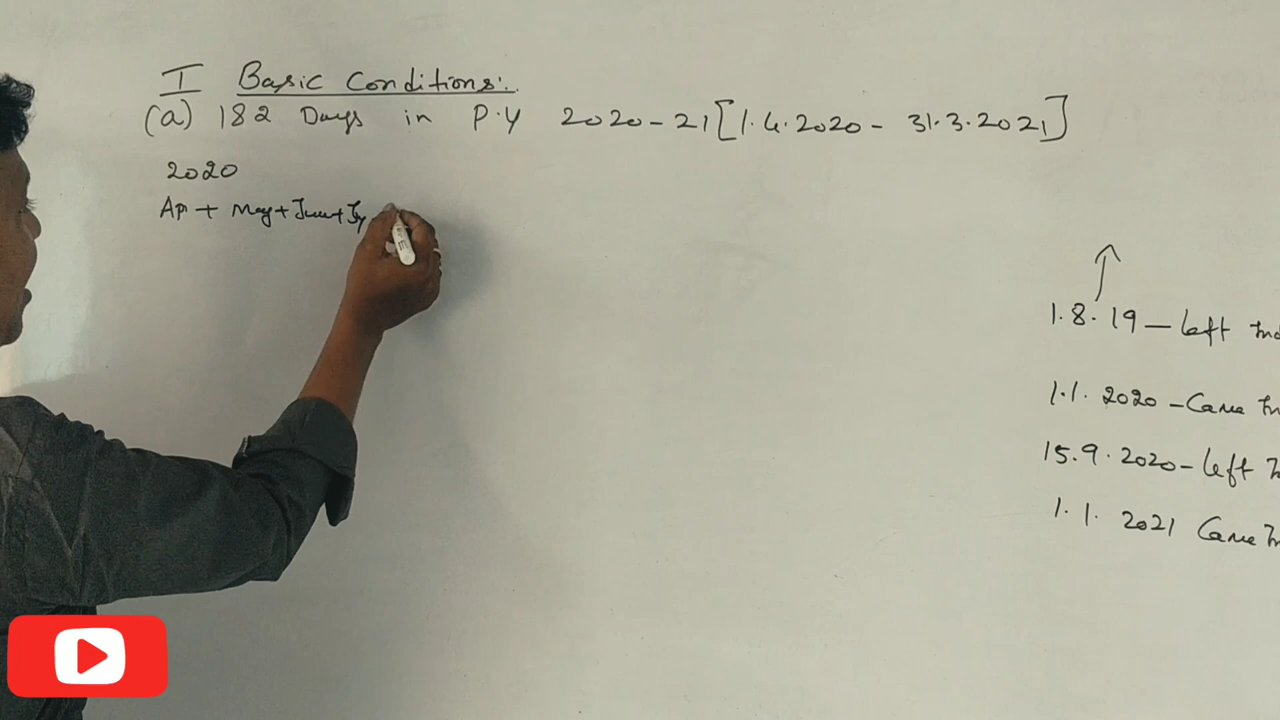 I Basic Conditions:.
(a) 182 Days in P.Y 2020-21 [1.4.2020 - 31.3.2021]
2020
Ap + May + June + Jy
1.8.19 - left
1.1. 2020 - Came
15.9.2020 - left
1.1. 2021 Came